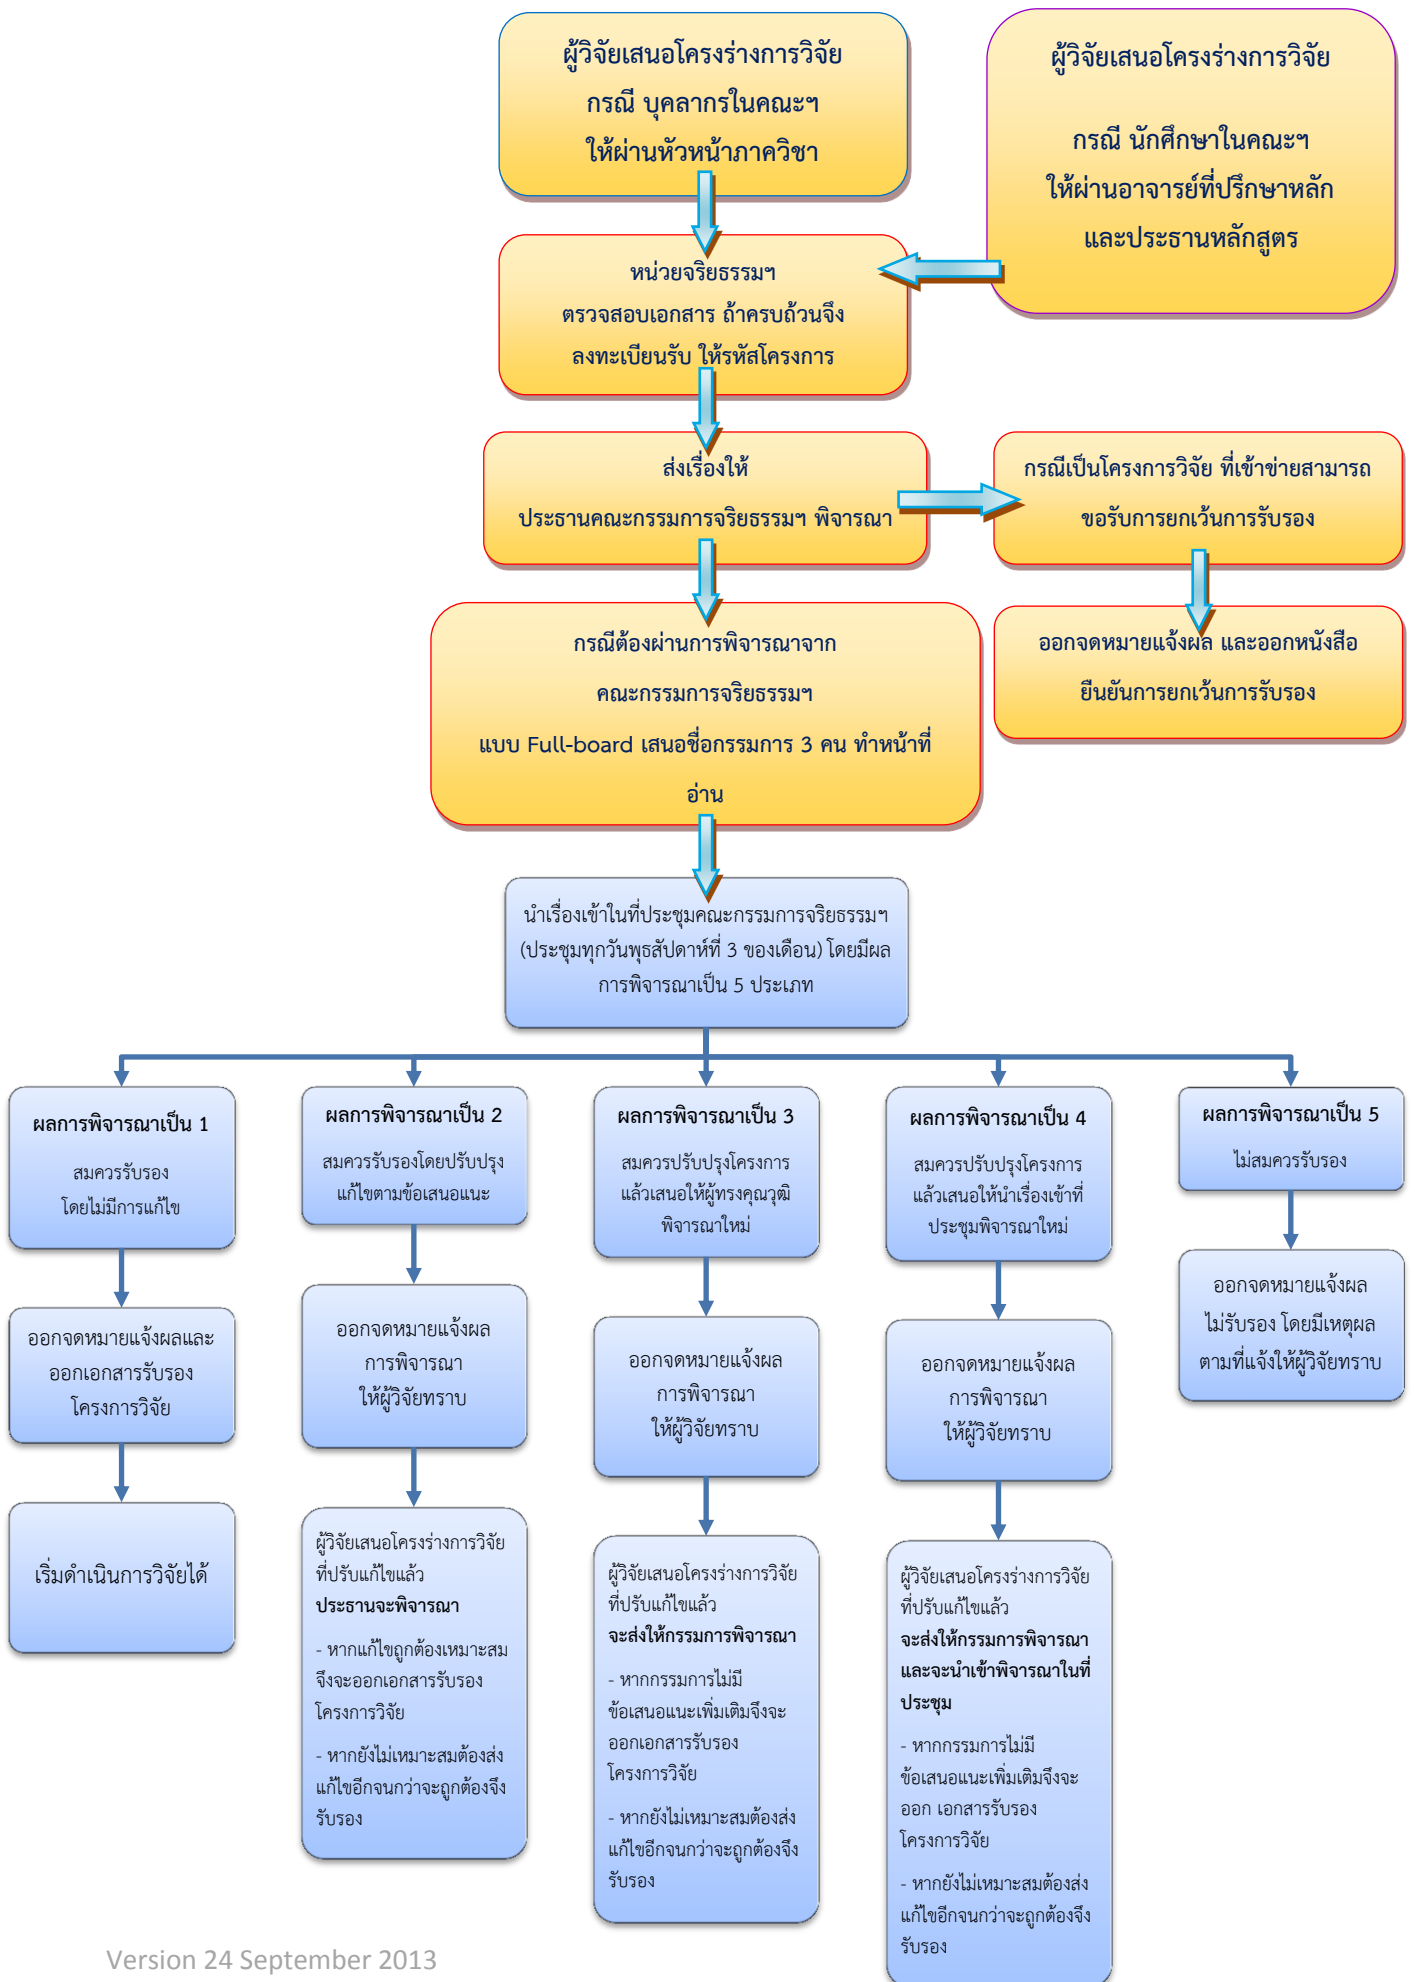 ผู้วิจัยเสนอโครงร่างการวิจัย
กรณี บุคลากรในคณะฯ
ให้ผ่านหัวหน้าภาควิชา
ผู้วิจัยเสนอโครงร่างการวิจัย
กรณี นักศึกษาในคณะฯ
ให้ผ่านอาจารย์ที่ปรึกษาหลัก
และประธานหลักสูตร
หน่วยจริยธรรมฯ
ตรวจสอบเอกสาร ถ้าครบถ้วนจึง
ลงทะเบียนรับ ให้รหัสโครงการ
ส่งเรื่องให้
ประธานคณะกรรมการจริยธรรมฯ พิจารณา
กรณีเป็นโครงการวิจัย ที่เข้าข่ายสามารถ
ขอรับการยกเว้นการรับรอง
ออกจดหมายแจ้งผล และออกหนังสือ
ยืนยันการยกเว้นการรับรอง
กรณีต้องผ่านการพิจารณาจาก
คณะกรรมการจริยธรรมฯ
แบบ Full-board เสนอชื่อกรรมการ 3 คน ทำหน้าที่
อ่าน
นำเรื่องเข้าในที่ประชุมคณะกรรมการจริยธรรมฯ
(ประชุมทุกวันพุธสัปดาห์ที่ 3 ของเดือน) โดยมีผล
การพิจารณาเป็น 5 ประเภท
ผลการพิจารณาเป็น 1
สมควรรับรอง
โดยไม่มีการแก้ไข
ออกจดหมายแจ้งผลและ
ออกเอกสารรับรอง
โครงการวิจัย
เริ่มดำเนินการวิจัยได้
ผลการพิจารณาเป็น 2
สมควรรับรองโดยปรับปรุง
แก้ไขตามข้อเสนอแนะ
ออกจดหมายแจ้งผล
การพิจารณา
ให้ผู้วิจัยทราบ
ผู้วิจัยเสนอโครงร่างการวิจัย
ที่ปรับแก้ไขแล้ว
ประธานจะพิจารณา
- หากแก้ไขถูกต้องเหมาะสม
จึงจะออกเอกสารรับรอง
โครงการวิจัย
- หากยังไม่เหมาะสมต้องส่ง
แก้ไขอีกจนกว่าจะถูกต้องจึง
รับรอง
ผลการพิจารณาเป็น 3
สมควรปรับปรุงโครงการ
แล้วเสนอให้ผู้ทรงคุณวุฒิ
พิจารณาใหม่
ออกจดหมายแจ้งผล
การพิจารณา
ให้ผู้วิจัยทราบ
ผู้วิจัยเสนอโครงร่างการวิจัย
ที่ปรับแก้ไขแล้ว
จะส่งให้กรรมการพิจารณา
- หากกรรมการไม่มี
ข้อเสนอแนะเพิ่มเติมจึงจะ
ออกเอกสารรับรอง
โครงการวิจัย
- หากยังไม่เหมาะสมต้องส่ง
แก้ไขอีกจนกว่าจะถูกต้องจึง
รับรอง
ผลการพิจารณาเป็น 4
สมควรปรับปรุงโครงการ
แล้วเสนอให้นำเรื่องเข้าที่
ประชุมพิจารณาใหม่
ออกจดหมายแจ้งผล
การพิจารณา
ให้ผู้วิจัยทราบ
ผู้วิจัยเสนอโครงร่างการวิจัย
ที่ปรับแก้ไขแล้ว
จะส่งให้กรรมการพิจารณา
และจะนำเข้าพิจารณาในที่
ประชุม
- หากกรรมการไม่มี
ข้อเสนอแนะเพิ่มเติมจึงจะ
ออก เอกสารรับรอง
โครงการวิจัย
- หากยังไม่เหมาะสมต้องส่ง
แก้ไขอีกจนกว่าจะถูกต้องจึง
รับรอง
ผลการพิจารณาเป็น 5
ไม่สมควรรับรอง
ออกจดหมายแจ้งผล
ไม่รับรอง โดยมีเหตุผล
ตามที่แจ้งให้ผู้วิจัยทราบ
Version 24 September 2013